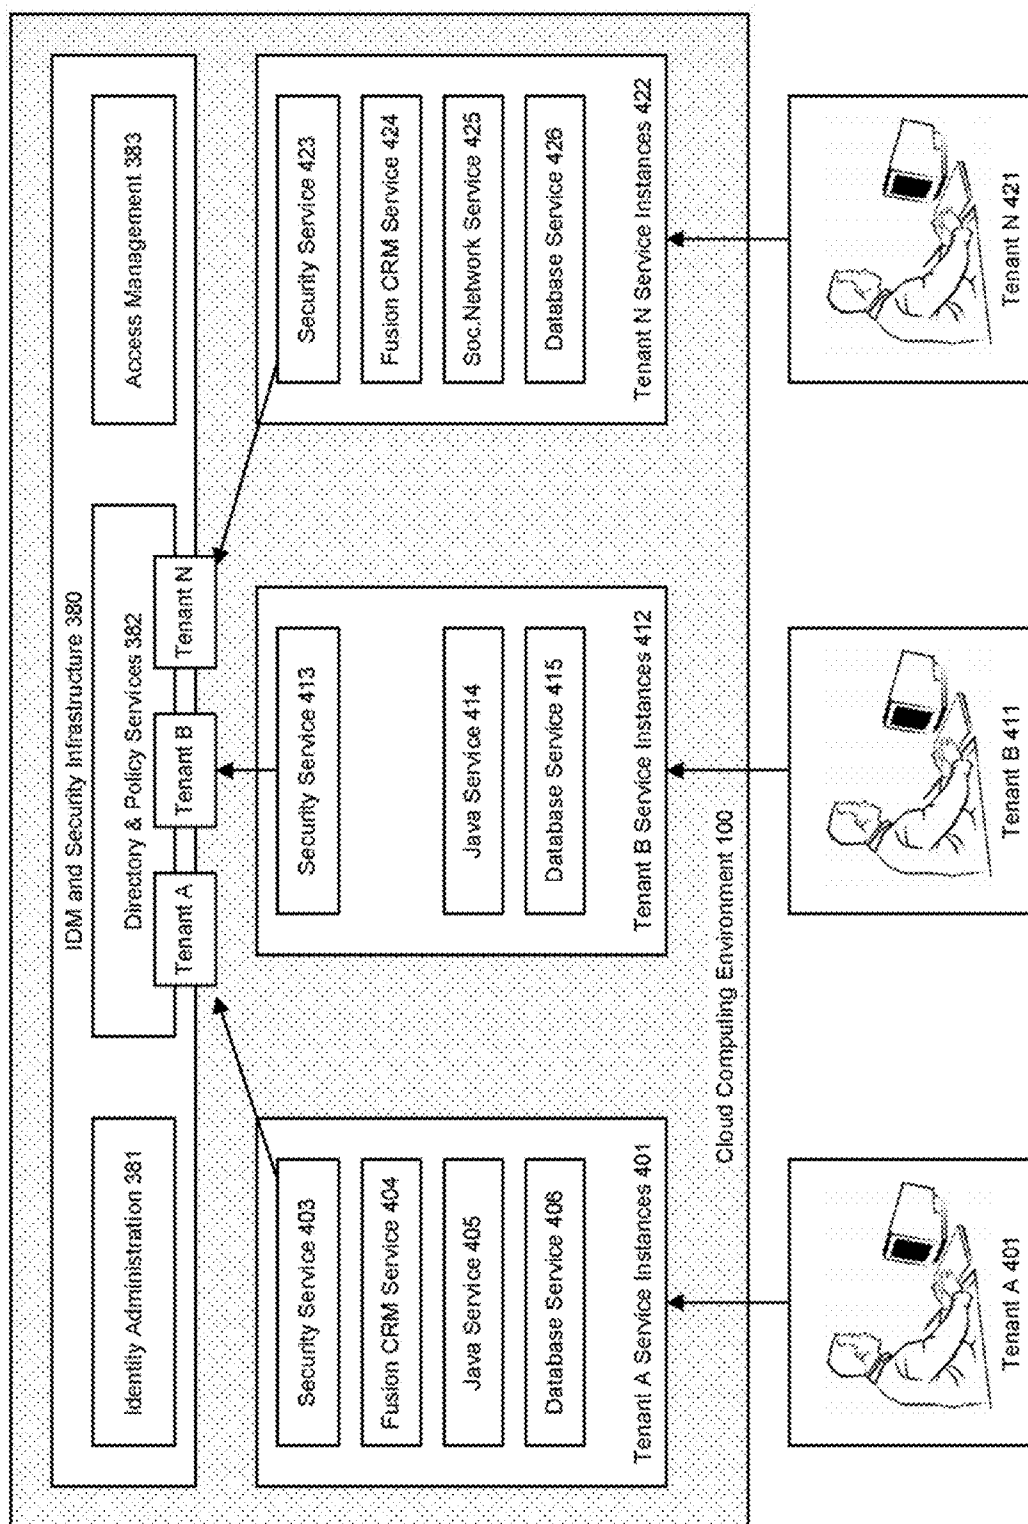 IDM and Security Infrastructure 380
Identity Administration 381
Directory & Policy Services 382
Access Management 383
Tenant A
Tenant B
Tenant N
Security Service 403
Fusion CRM Service 404
Java Service 405
Database Service 406
Tenant A Service Instances 401
Security Service 413
Java Service 414
Database Service 415
Tenant B Service Instances 412
Security Service 423
Fusion CRM Service 424
Soc.Network Service 425
Database Service 426
Tenant N Service Instances 422
Cloud Computing Environment 100
Tenant A 401
Tenant B 411
Tenant N 421